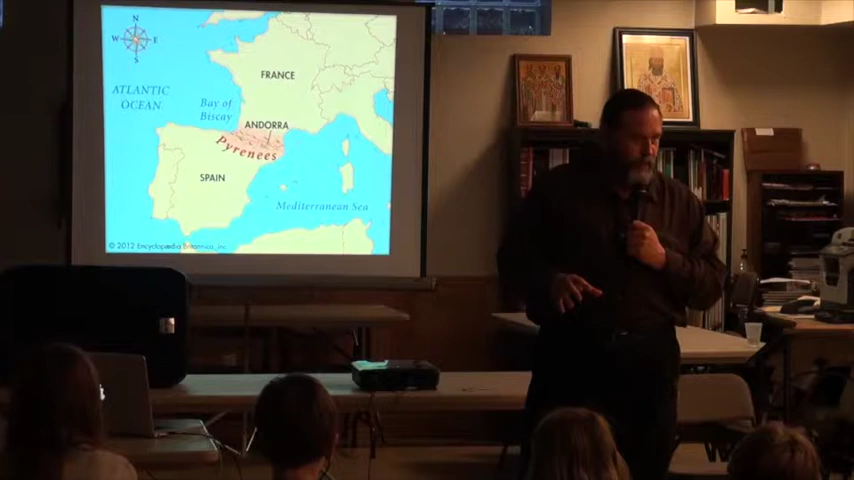 N
W E
S
FRANCE
ATLANTIC
OCEAN
Bay of
Biscay
ANDORRA
Pyrenees
SPAIN
Mediterranean Sea
© 2012 Encyclopædia Britannica, inc.